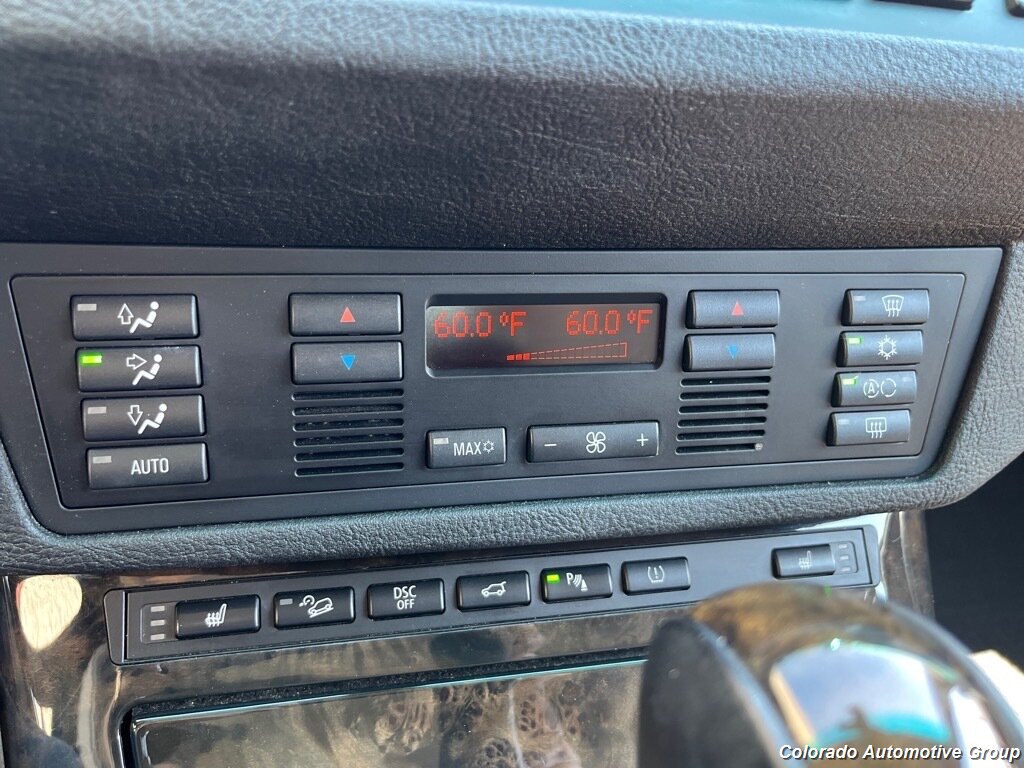 60.0 °F 60.0 °F
A
AUTO
MAX
− +
DSC
OFF
P
(!)
Colorado Automotive Group